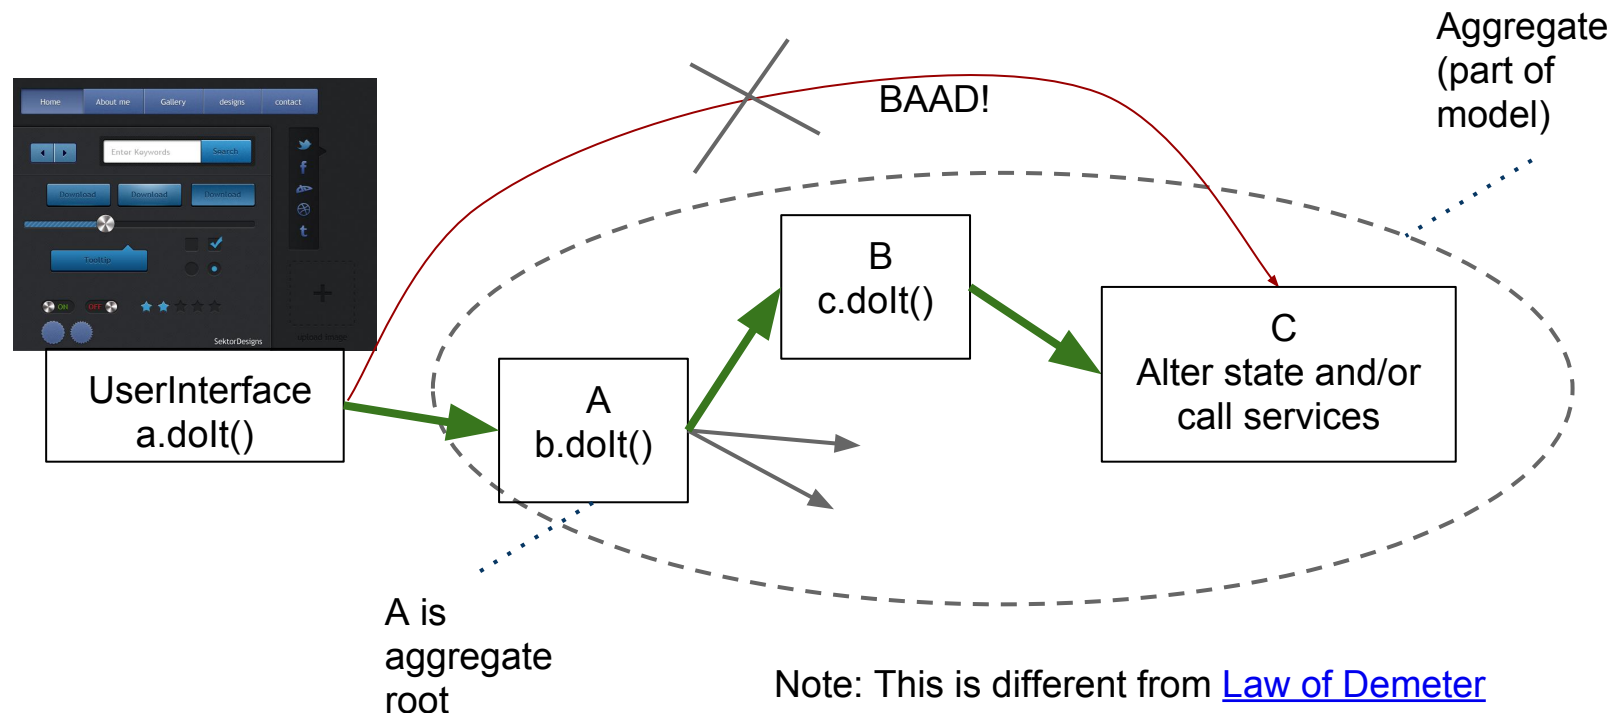 Aggregate
(part of
model)
BAAD!
Home
About me
Gallery
designs
contact
Enter Keywords
Search
Download
Download
Download
ToolTip
ON
OFF
upload image
SektorDesigns
UserInterface
a.doIt()
A
b.doIt()
B
c.doIt()
C
Alter state and/or
call services
A is
aggregate
root
Note: This is different from Law of Demeter